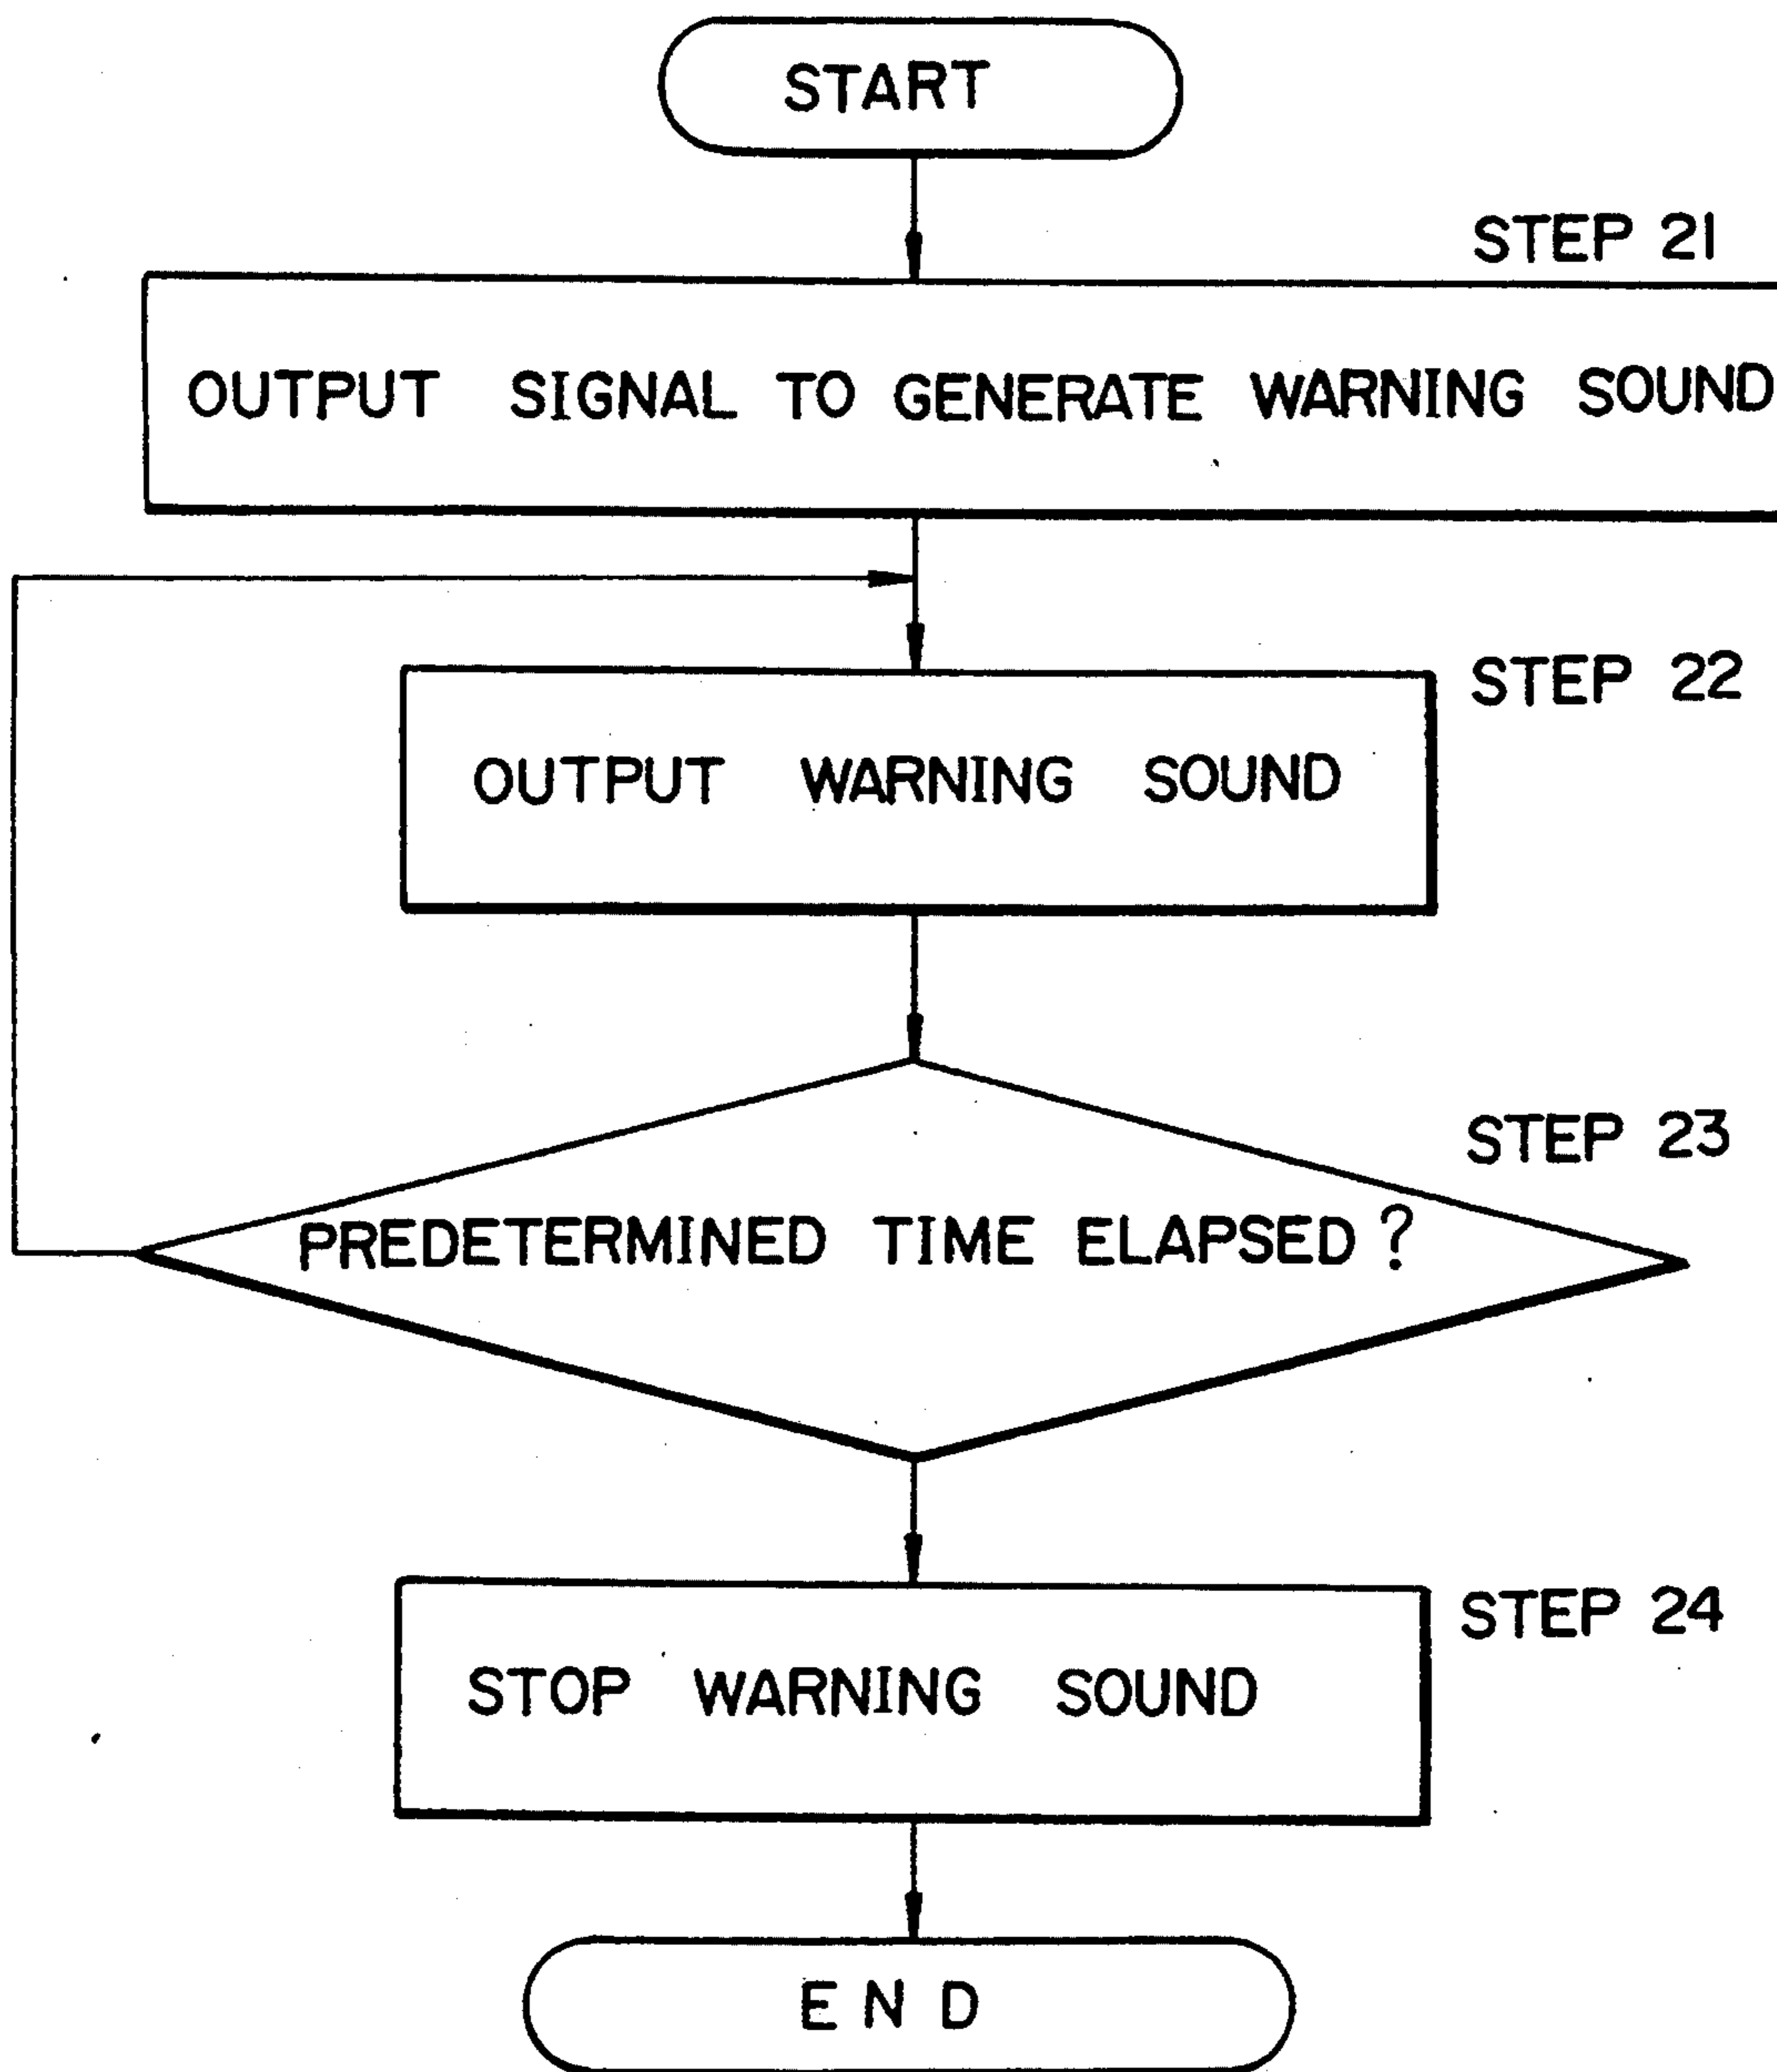 START
STEP 21
OUTPUT SIGNAL TO GENERATE WARNING SOUND
STEP 22
OUTPUT WARNING SOUND
STEP 23
PREDETERMINED TIME ELAPSED?
STEP 24
STOP WARNING SOUND
END